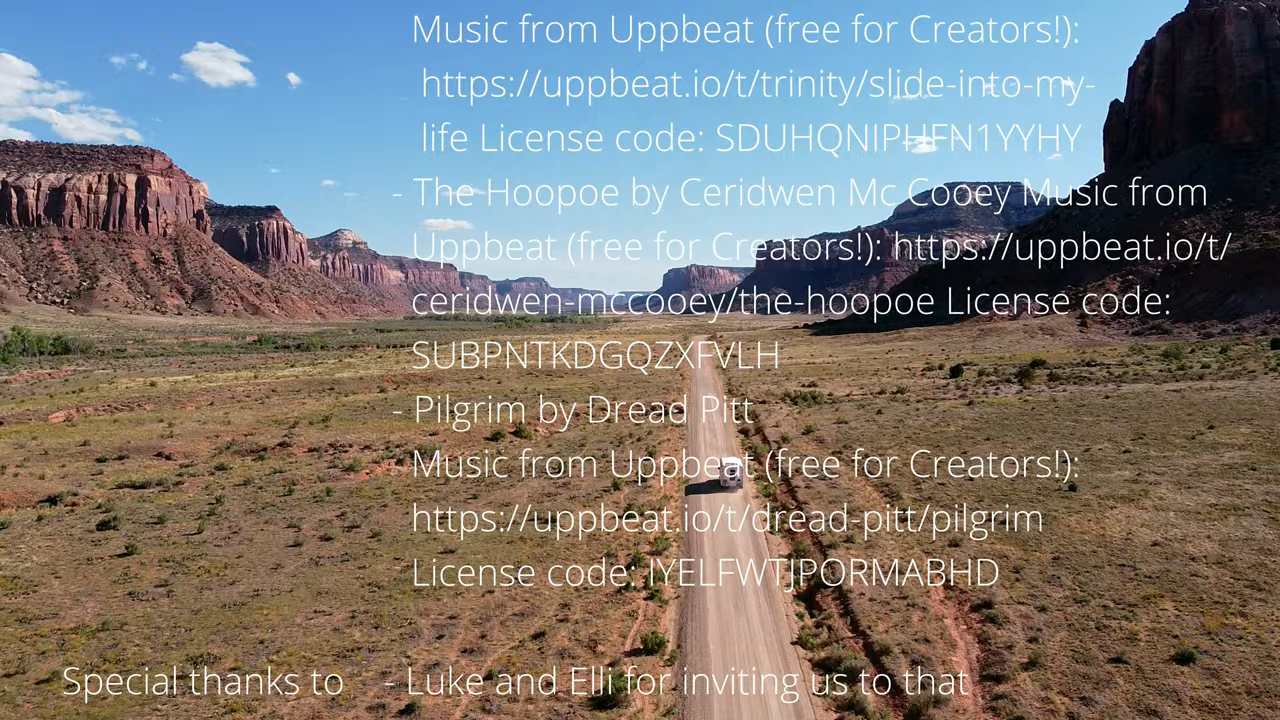 Music from Uppbeat (free for Creators!):
https://uppbeat.io/t/trinity/slide-into-my-
life License code: SDUHQNIPHFN1YYHY
- The Hoopoe by Ceridwen Mc Cooey Music from
Uppbeat (free for Creators!): https://uppbeat.io/t/
ceridwen-mccooey/the-hoopoe License code:
SUBPNTKDGQZXFVLH
- Pilgrim by Dread Pitt
Music from Uppbeat (free for Creators!):
https://uppbeat.io/t/dread-pitt/pilgrim
License code: IYELFWTJPORMABHD
Special thanks to - Luke and Elli for inviting us to that